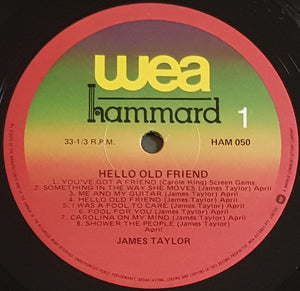 wea
hammard
1
33-1/3 R.P.M. HAM 050
HELLO OLD FRIEND
1. YOU'VE GOT A FRIEND (Carole King) Screen Gems
2. SOMETHING IN THE WAY SHE MOVES (James Taylor) April
3. ME AND MY GUITAR (James Taylor) April
4. HELLO OLD FRIEND (James Taylor) April
5. I WAS A FOOL TO CARE (James Taylor) April
6. FOOL FOR YOU (James Taylor) April
7. CAROLINA ON MY MIND (James Taylor) April
8. SHOWER THE PEOPLE (James Taylor)
April
JAMES TAYLOR